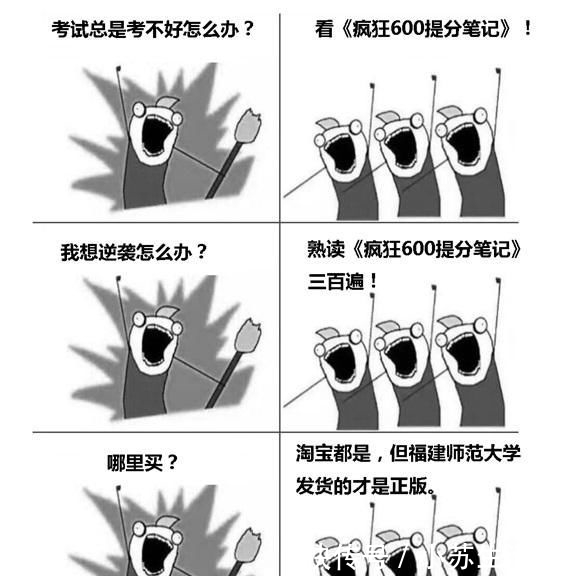 考试总是考不好怎么办？
看《疯狂600提分笔记》！
我想逆袭怎么办？
熟读《疯狂600提分笔记》
三百遍！
哪里买？
淘宝都是，但福建师范大学
发货的才是正版。